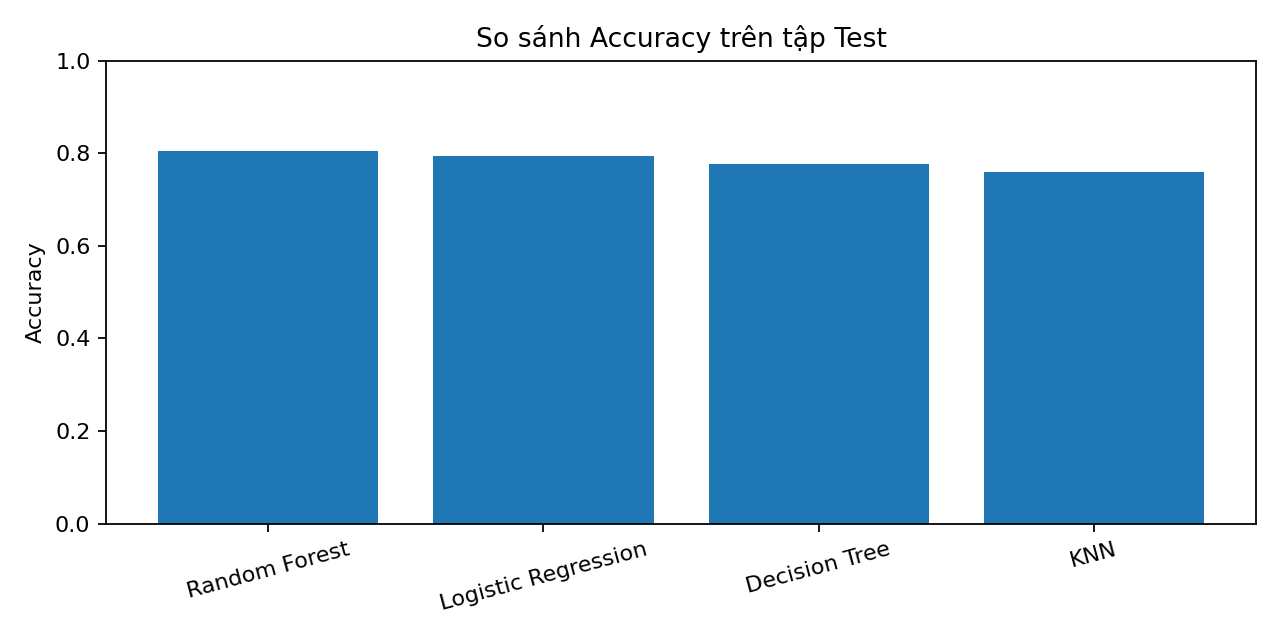 So sánh Accuracy trên tập Test
Accuracy
1.0
0.8
0.6
0.4
0.2
0.0
Random Forest
Logistic Regression
Decision Tree
KNN